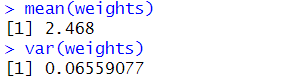 > mean(weights)
[1] 2.468
> var(weights)
[1] 0.06559077